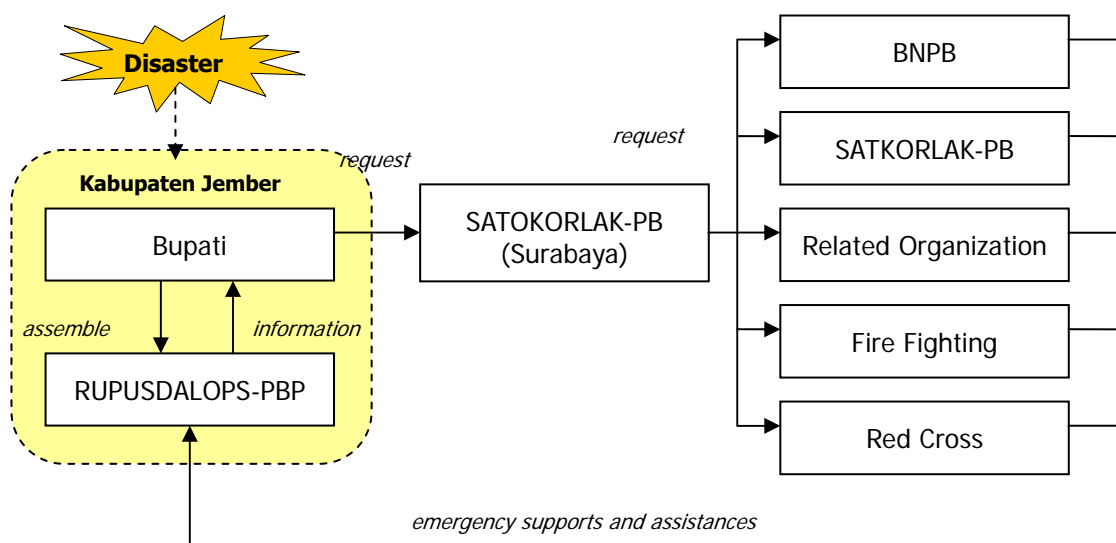 Disaster
request
Kabupaten Jember
Bupati
assemble
information
RUPUSDALOPS-PBP
SATOKORLAK-PB
(Surabaya)
request
BNPB
SATKORLAK-PB
Related Organization
Fire Fighting
Red Cross
emergency supports and assistances